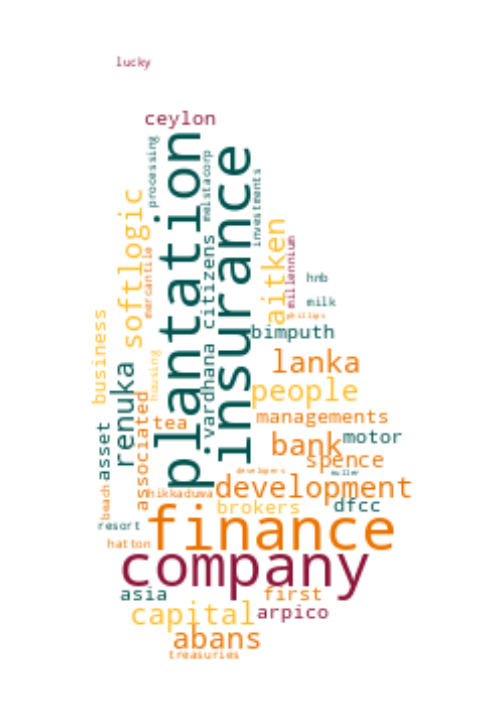 lucky
ceylon
processing
plantation
melstacorp
insurance
investments
softlogic
mercantile
citizens
aitken
millennium
hnb
milk
phillips
bimputh
business
housing
vardhana
lanka
renuka
people
associated
tea
managements
asset
bank
motor
spence
developers
muller
beach
hikkaduwa
development
brokers
dfcc
resort
finance
hatton
company
asia
first
capital
arpico
abans
treasuries